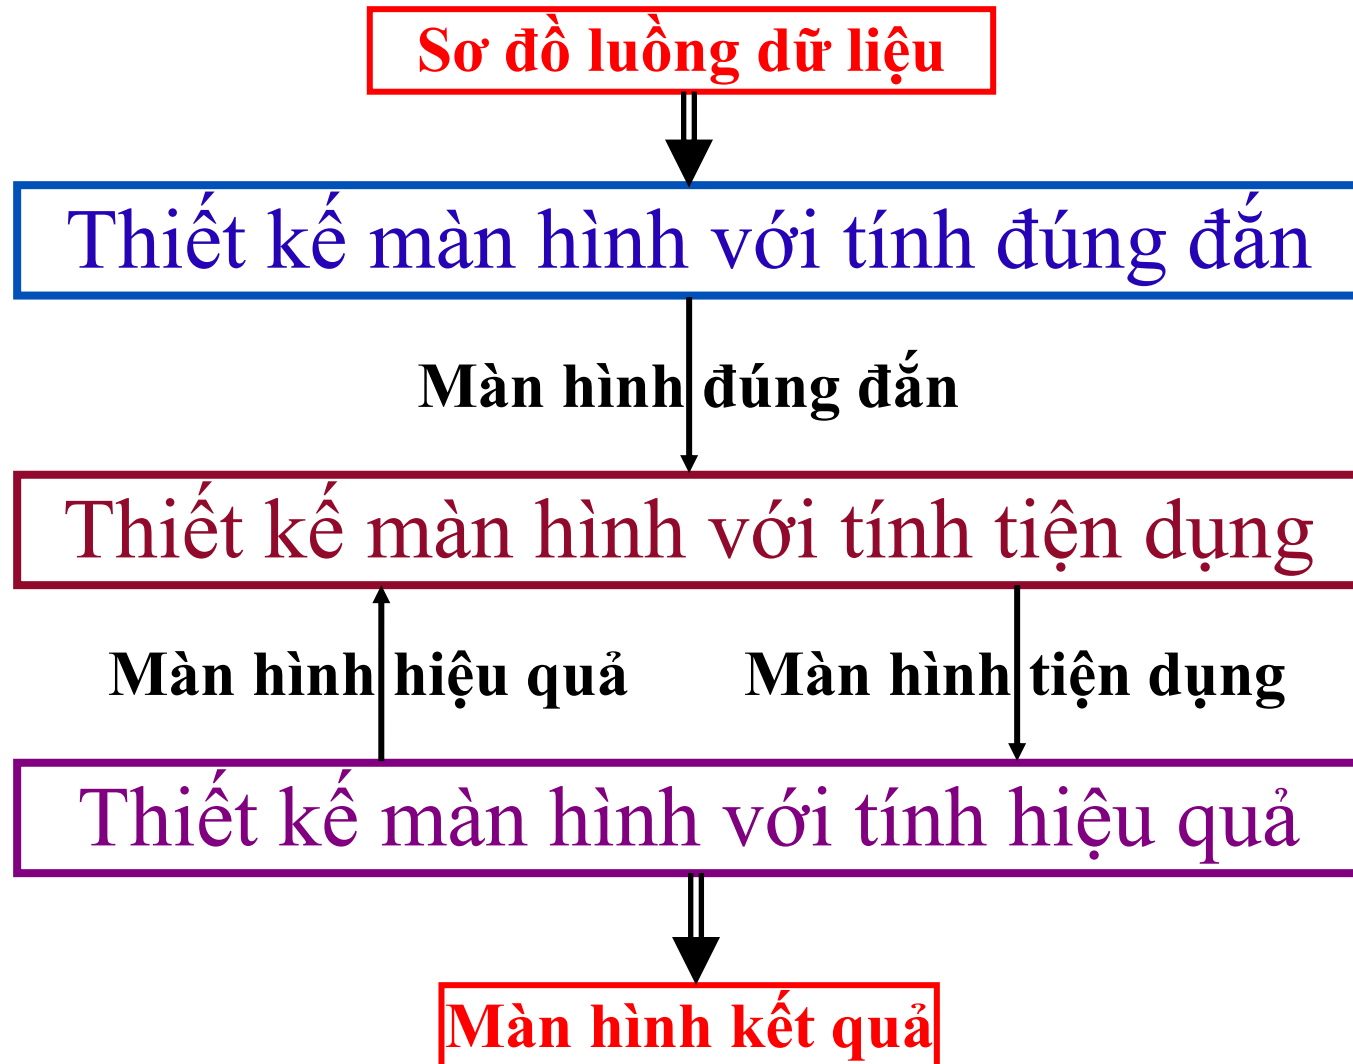 Sơ đồ luồng dữ liệu
Thiết kế màn hình với tính đúng đắn
Màn hình đúng đắn
Thiết kế màn hình với tính tiện dụng
Màn hình hiệu quả
Màn hình tiện dụng
Thiết kế màn hình với tính hiệu quả
Màn hình kết quả